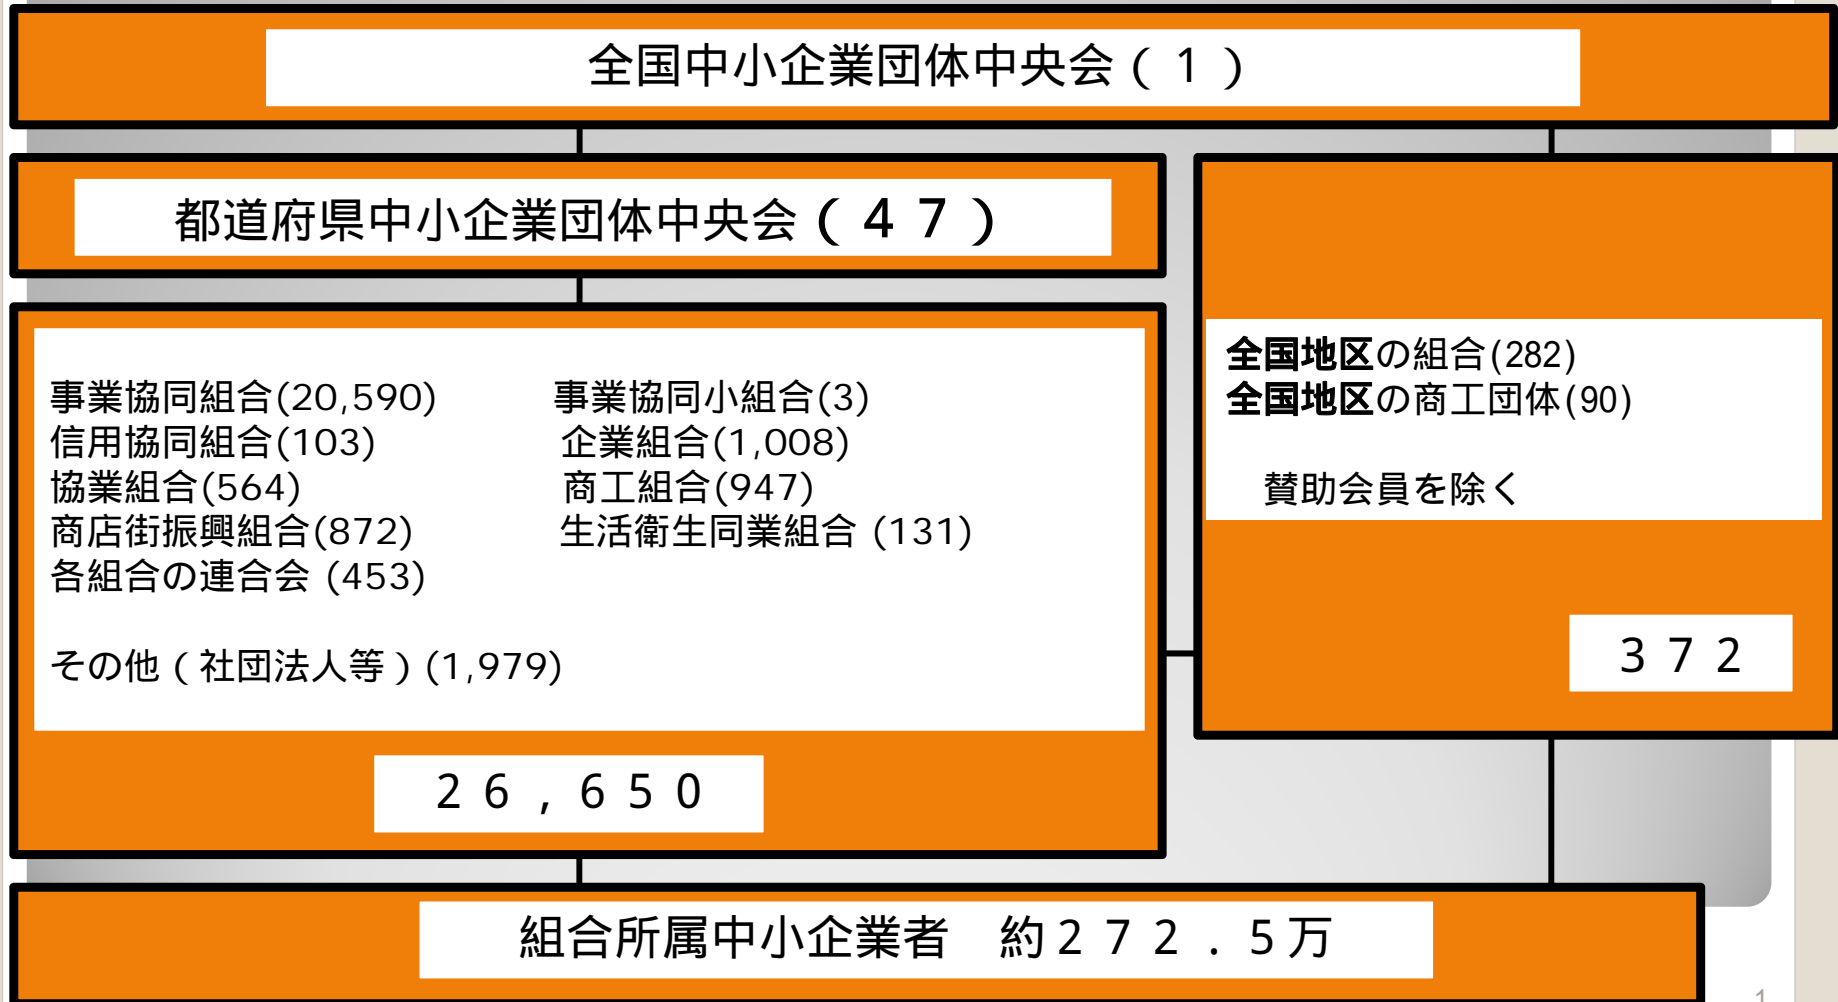 全国中小企業団体中央会(１)
都道府県中小企業団体中央会(４７)
事業協同組合(20,590) 事業協同小組合(3)
信用協同組合(103) 企業組合(1,008)
協業組合(564) 商工組合(947)
商店街振興組合(872) 生活衛生同業組合 (131)
各組合の連合会 (453)
その他(社団法人等)(1,979)
２６,６５０
全国地区の組合(282)
全国地区の商工団体(90)
賛助会員を除く
３７２
組合所属中小企業者　約２７２.５万
1